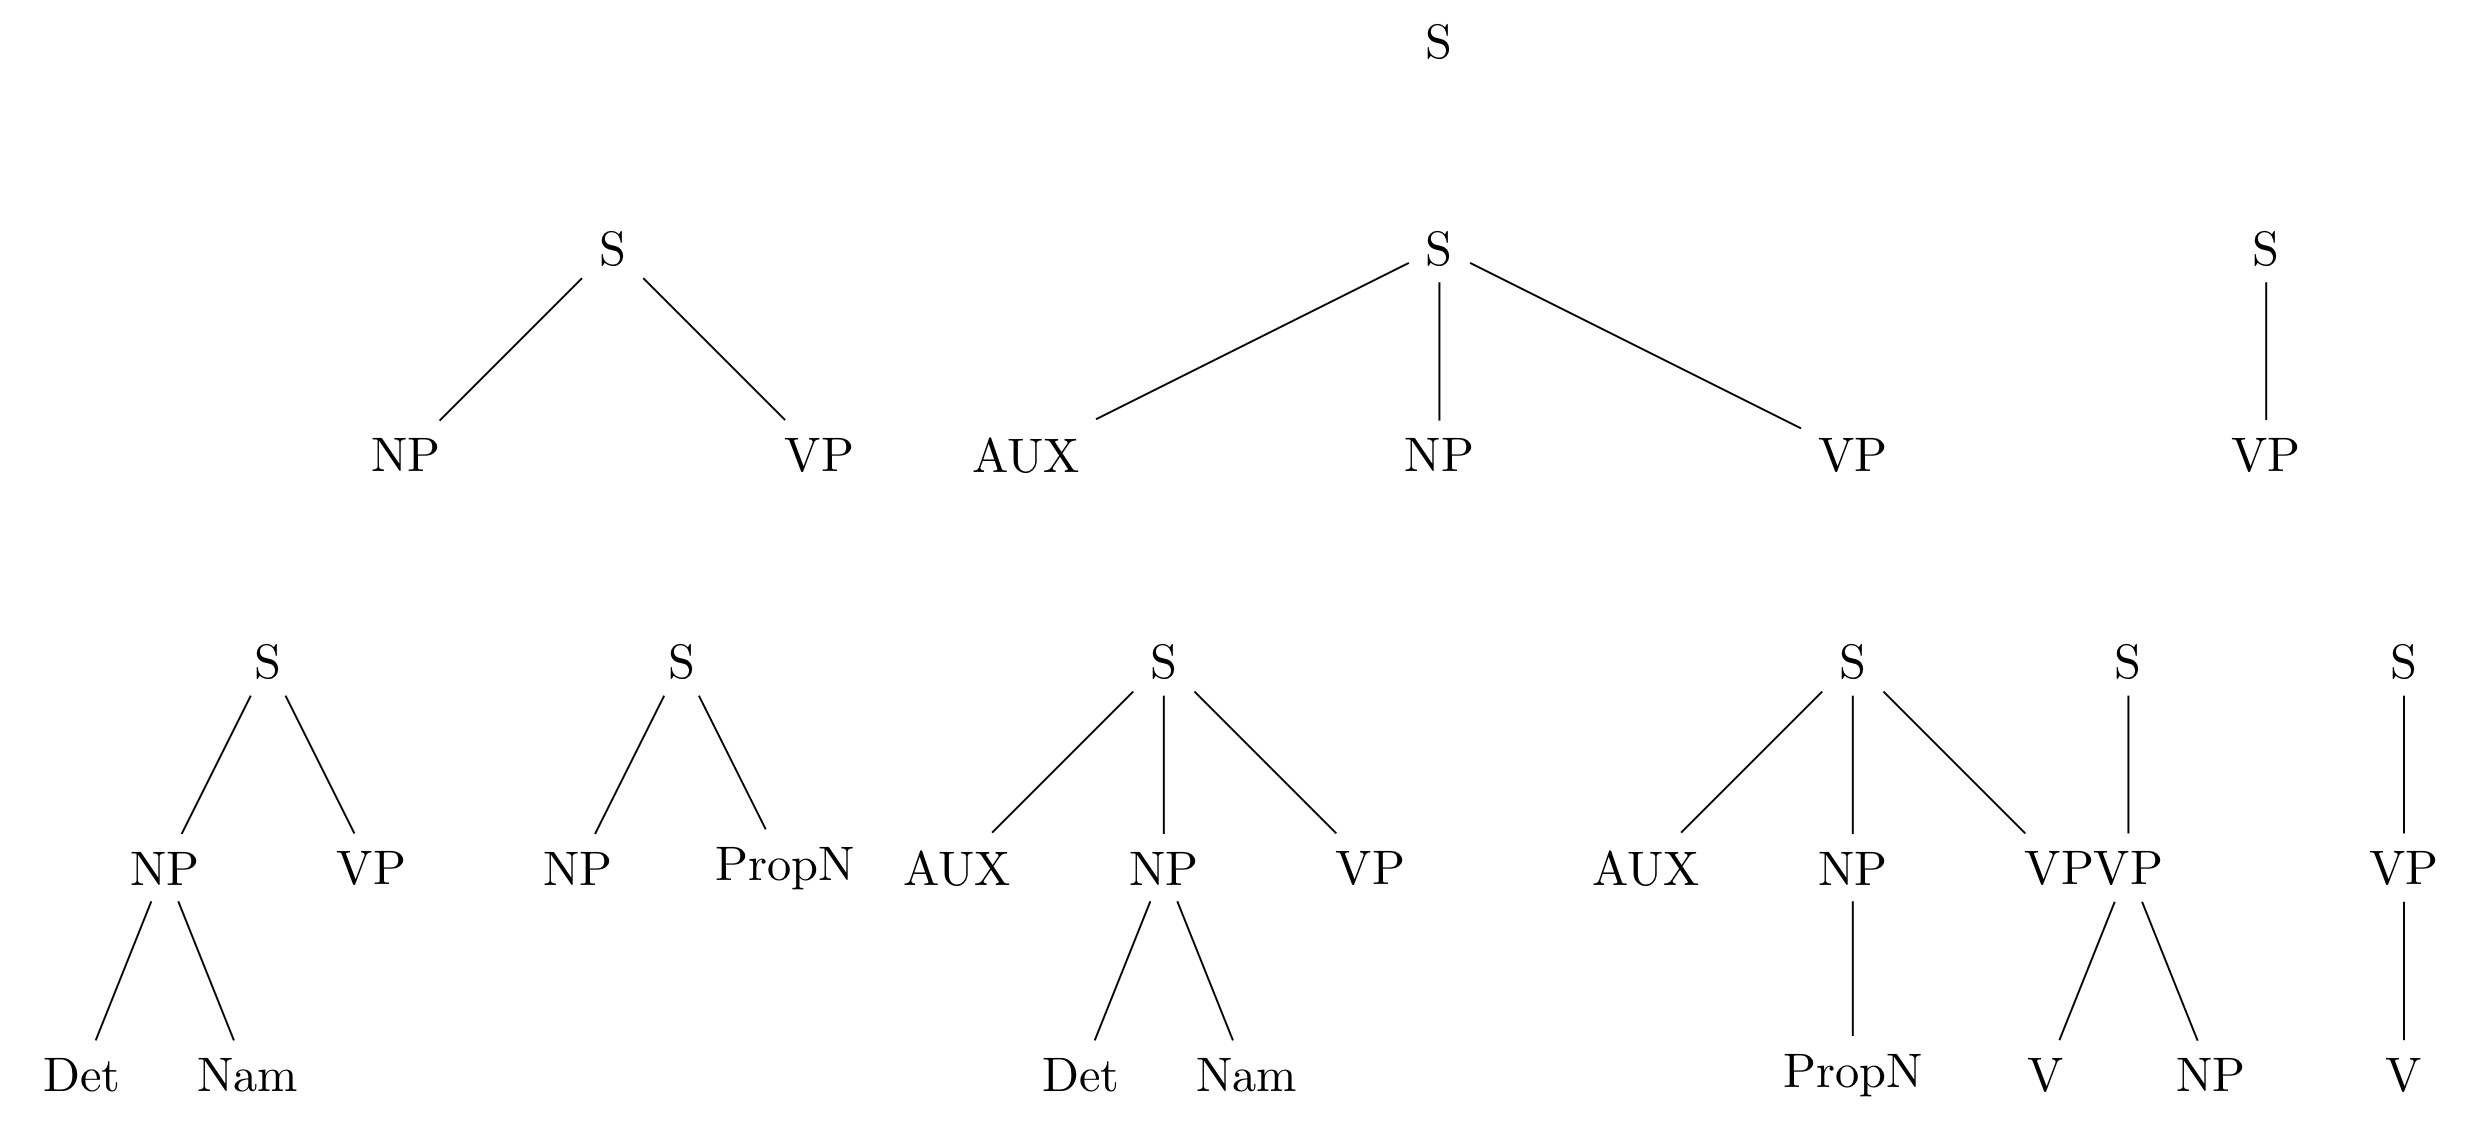 S
S S S
NP VP AUX NP VP VP
S S S S S S
NP VP NP PropN AUX NP VP AUX NP VP VP VP
Det Nam Det Nam PropN V NP V